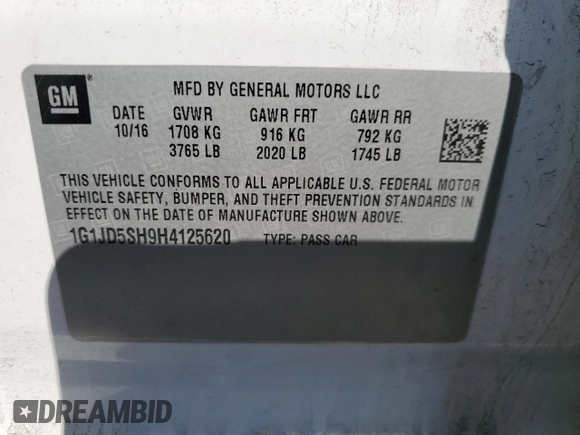 GM ®
MFD BY GENERAL MOTORS LLC
DATE GVWR GAWR FRT GAWR RR
10/16 1708 KG 916 KG 792 KG
3765 LB 2020 LB 1745 LB
THIS VEHICLE CONFORMS TO ALL APPLICABLE U.S. FEDERAL MOTOR
VEHICLE SAFETY, BUMPER, AND THEFT PREVENTION STANDARDS IN
EFFECT ON THE DATE OF MANUFACTURE SHOWN ABOVE.
1G1JD5SH9H4125620 TYPE: PASS CAR
DREAMBID